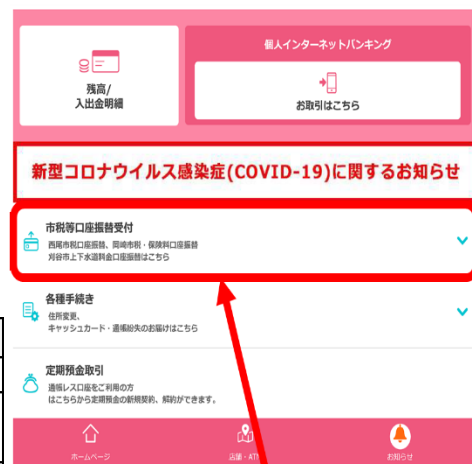 残高/
入出金明細
個人インターネットバンキング
お取引はこちら
新型コロナウイルス感染症(COVID-19)に関するお知らせ
市税等口座振替受付
西尾市税口座振替、岡崎市税・保険料口座振替
刈谷市上下水道料金口座振替はこちら
各種手続き
住所変更、
キャッシュカード・通帳紛失のお届けはこちら
定期預金取引
通帳レス口座をご利用の方
はこちらから定期預金の新規契約、解約ができます。
ホームページ
店舗・ATM
お知らせ